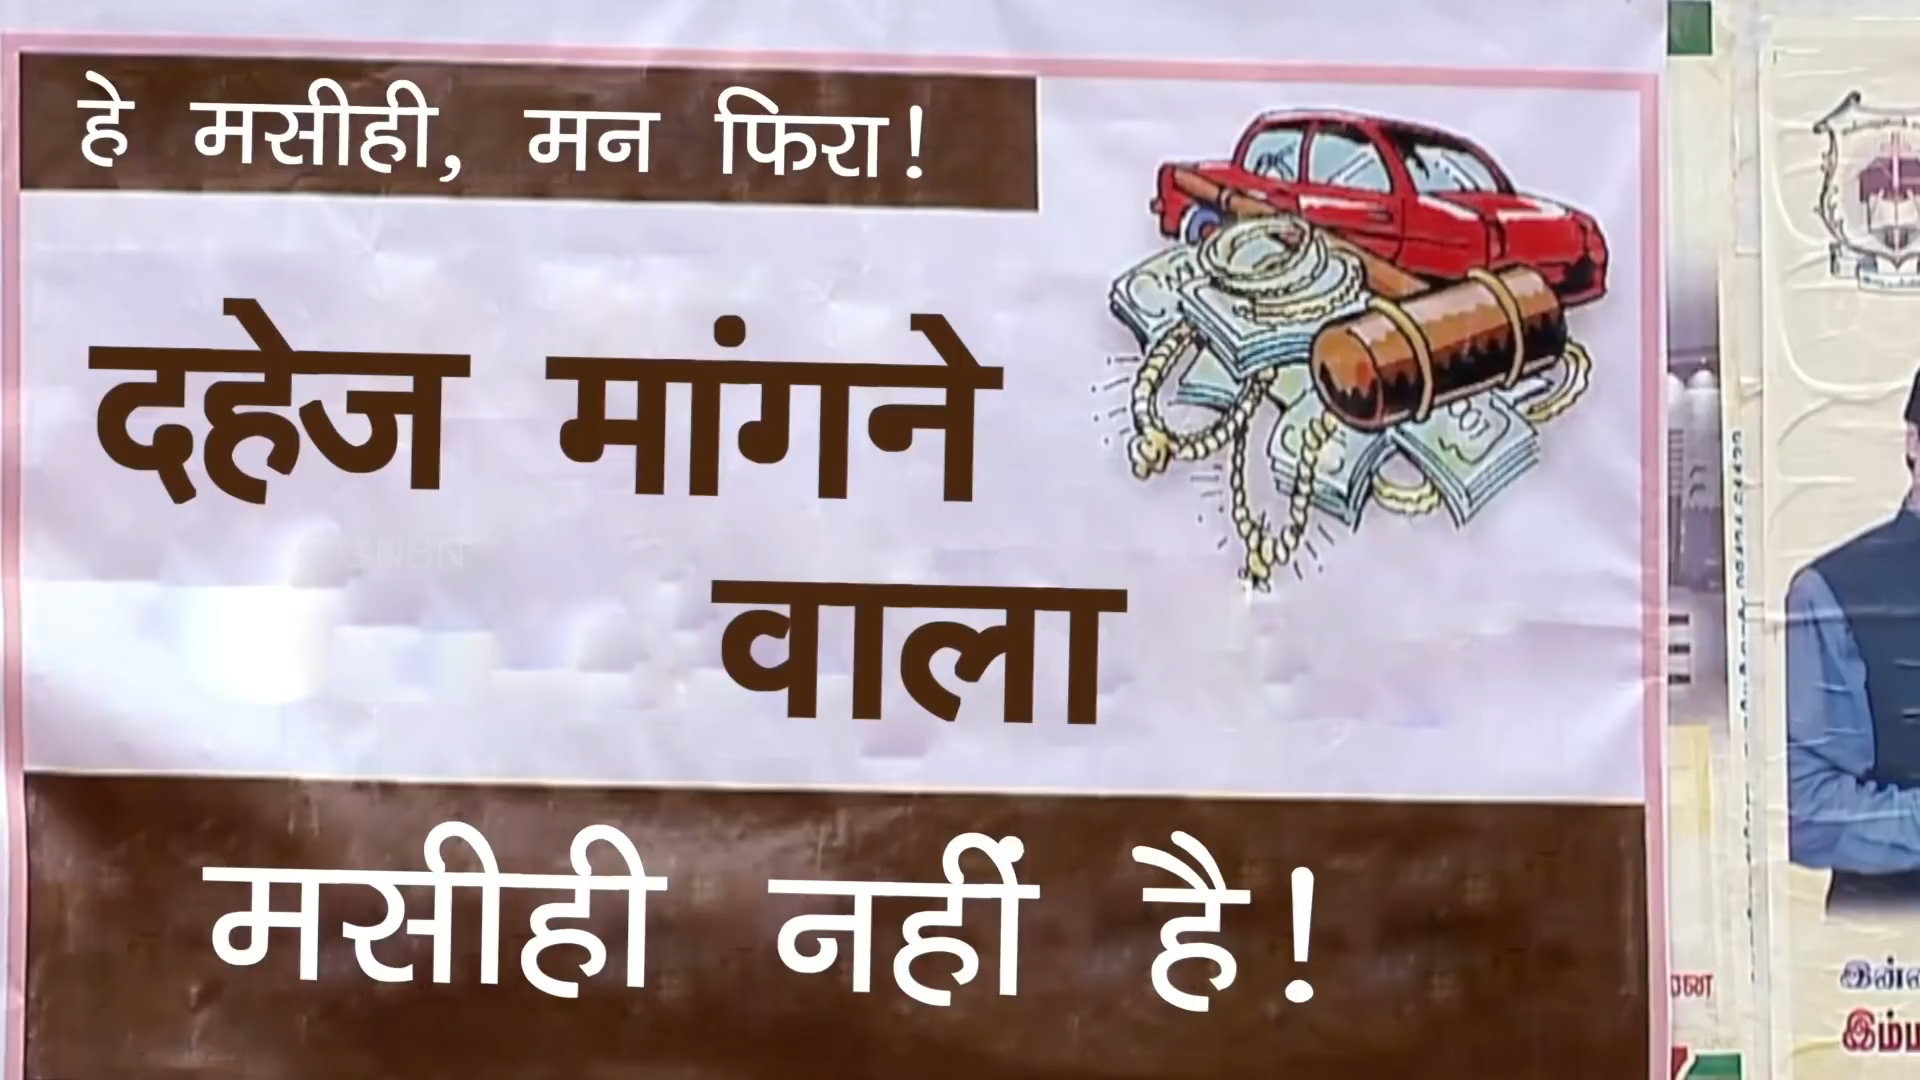 हे मसीही, मन फिरा!
दहेज मांगने
वाला
मसीही नहीं है!